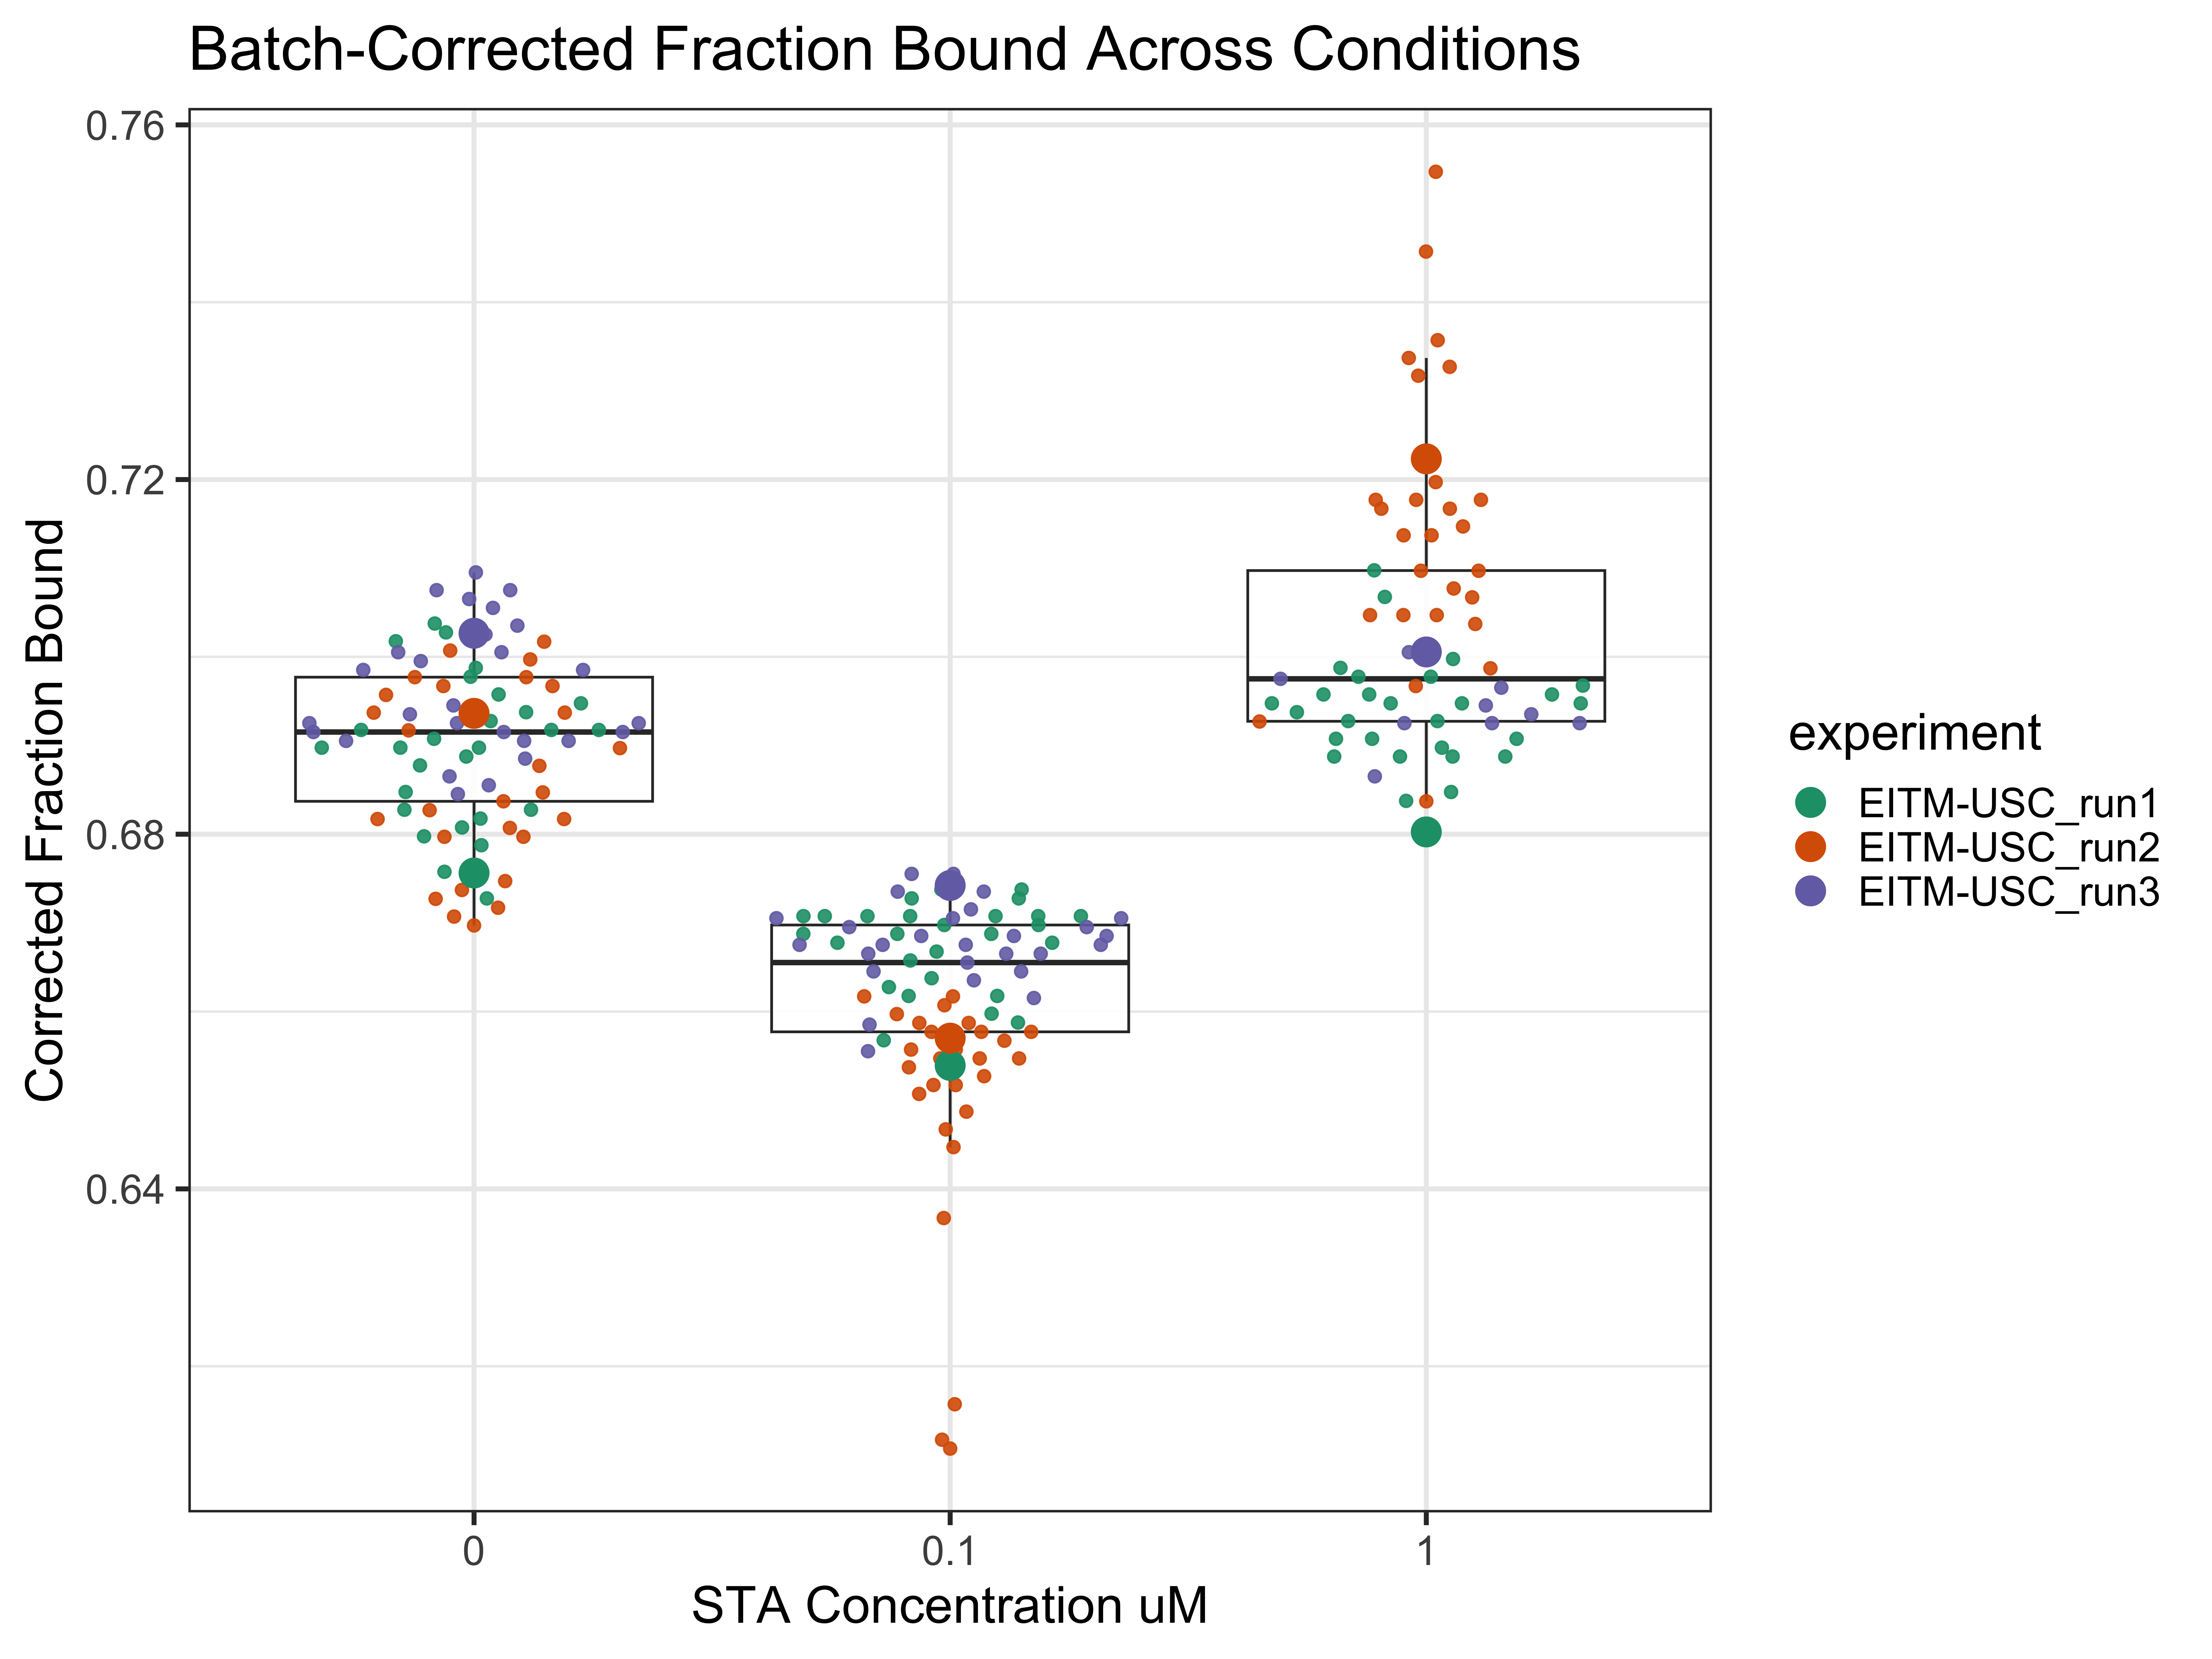 Batch-Corrected Fraction Bound Across Conditions
0.76
0.72
0.68
0.64
Corrected Fraction Bound
0
0.1
1
STA Concentration uM
experiment
EITM-USC_run1
EITM-USC_run2
EITM-USC_run3